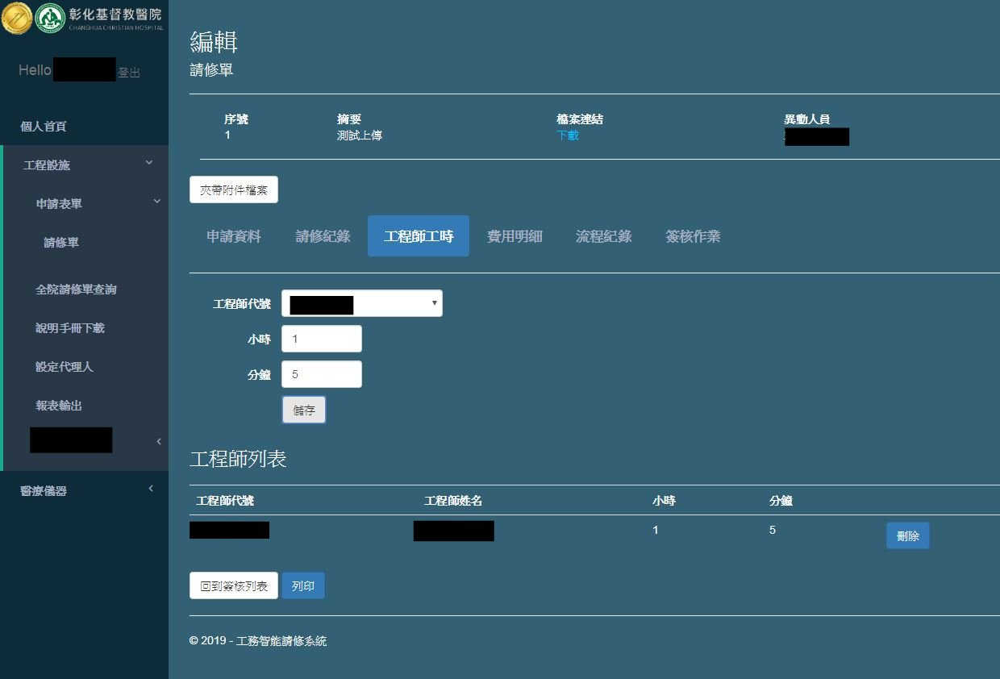 彰化基督教醫院
CHANGHUA CHRISTIAN HOSPITAL
Hello 登出
個人首頁
工程設施
申請表單
請修單
全院請修單查詢
說明手冊下載
設定代理人
報表輸出
醫療儀器
編輯
請修單
序號 摘要 檔案連結 異動人員
1 測試上傳 下載
夾帶附件檔案
申請資料 請修紀錄 工程師工時 費用明細 流程紀錄 簽核作業
工程師代號
小時 1
分鐘 5
儲存
工程師列表
工程師代號 工程師姓名 小時 分鐘
1 5 刪除
回到簽核列表 列印
© 2019 - 工務智能請修系統